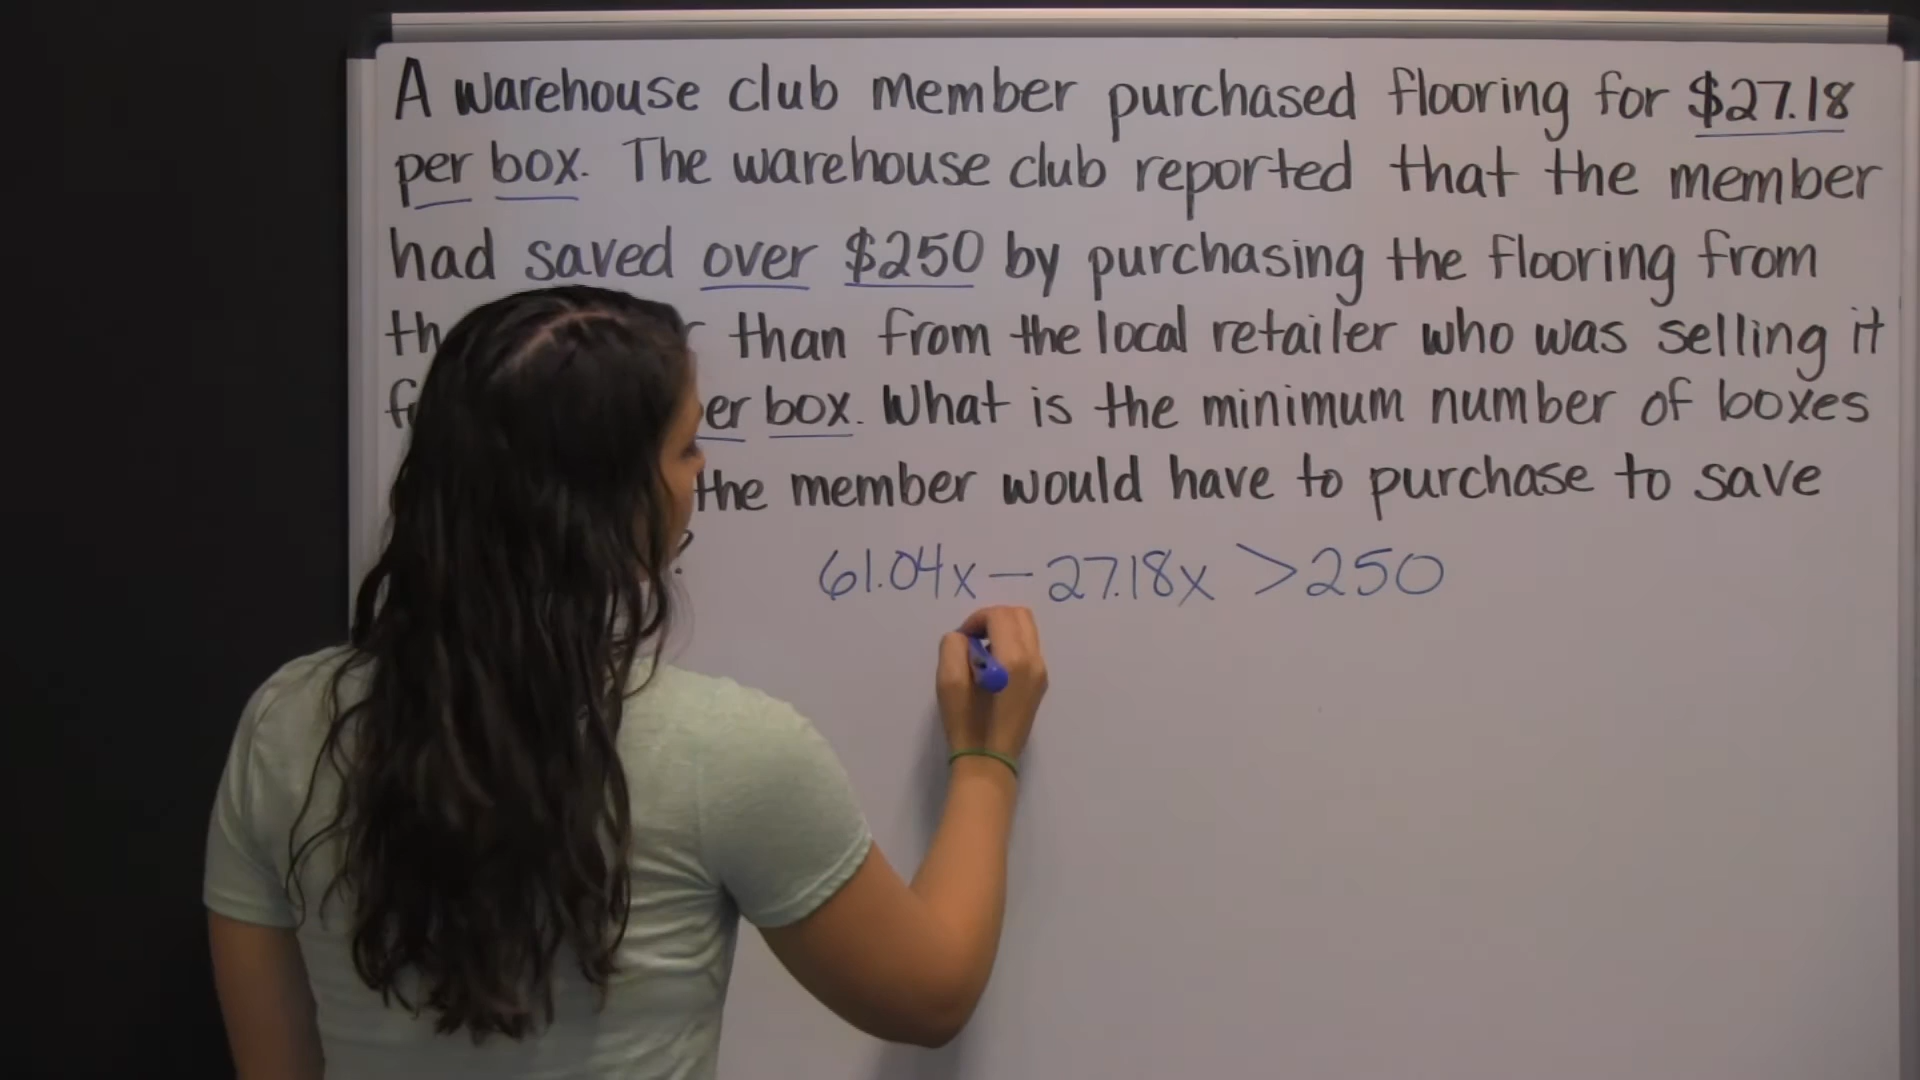 A warehouse club member purchased flooring for $27.18
per box. The warehouse club reported that the member
had saved over $250 by purchasing the flooring from
than from the local retailer who was selling it
box. What is the minimum number of boxes
the member would have to purchase to save
?
61.04x - 27.18x > 250